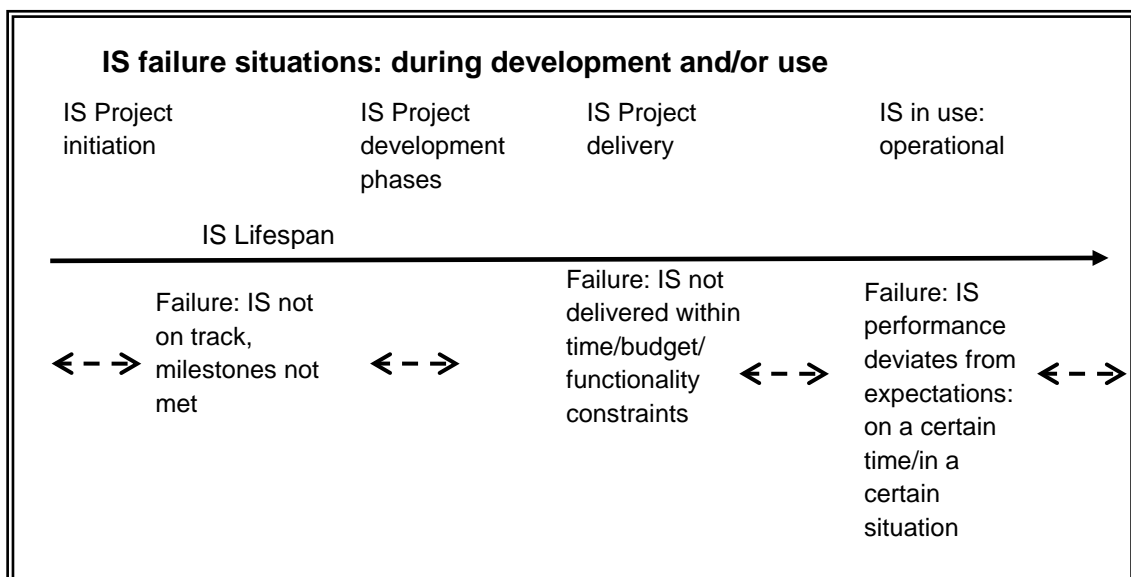 IS failure situations: during development and/or use
IS Project
initiation
IS Project
development
phases
IS Project
delivery
IS in use:
operational
IS Lifespan
Failure: IS not
on track,
milestones not
met
Failure: IS not
delivered within
time/budget/
functionality
constraints
Failure: IS
performance
deviates from
expectations:
on a certain
time/in a
certain
situation